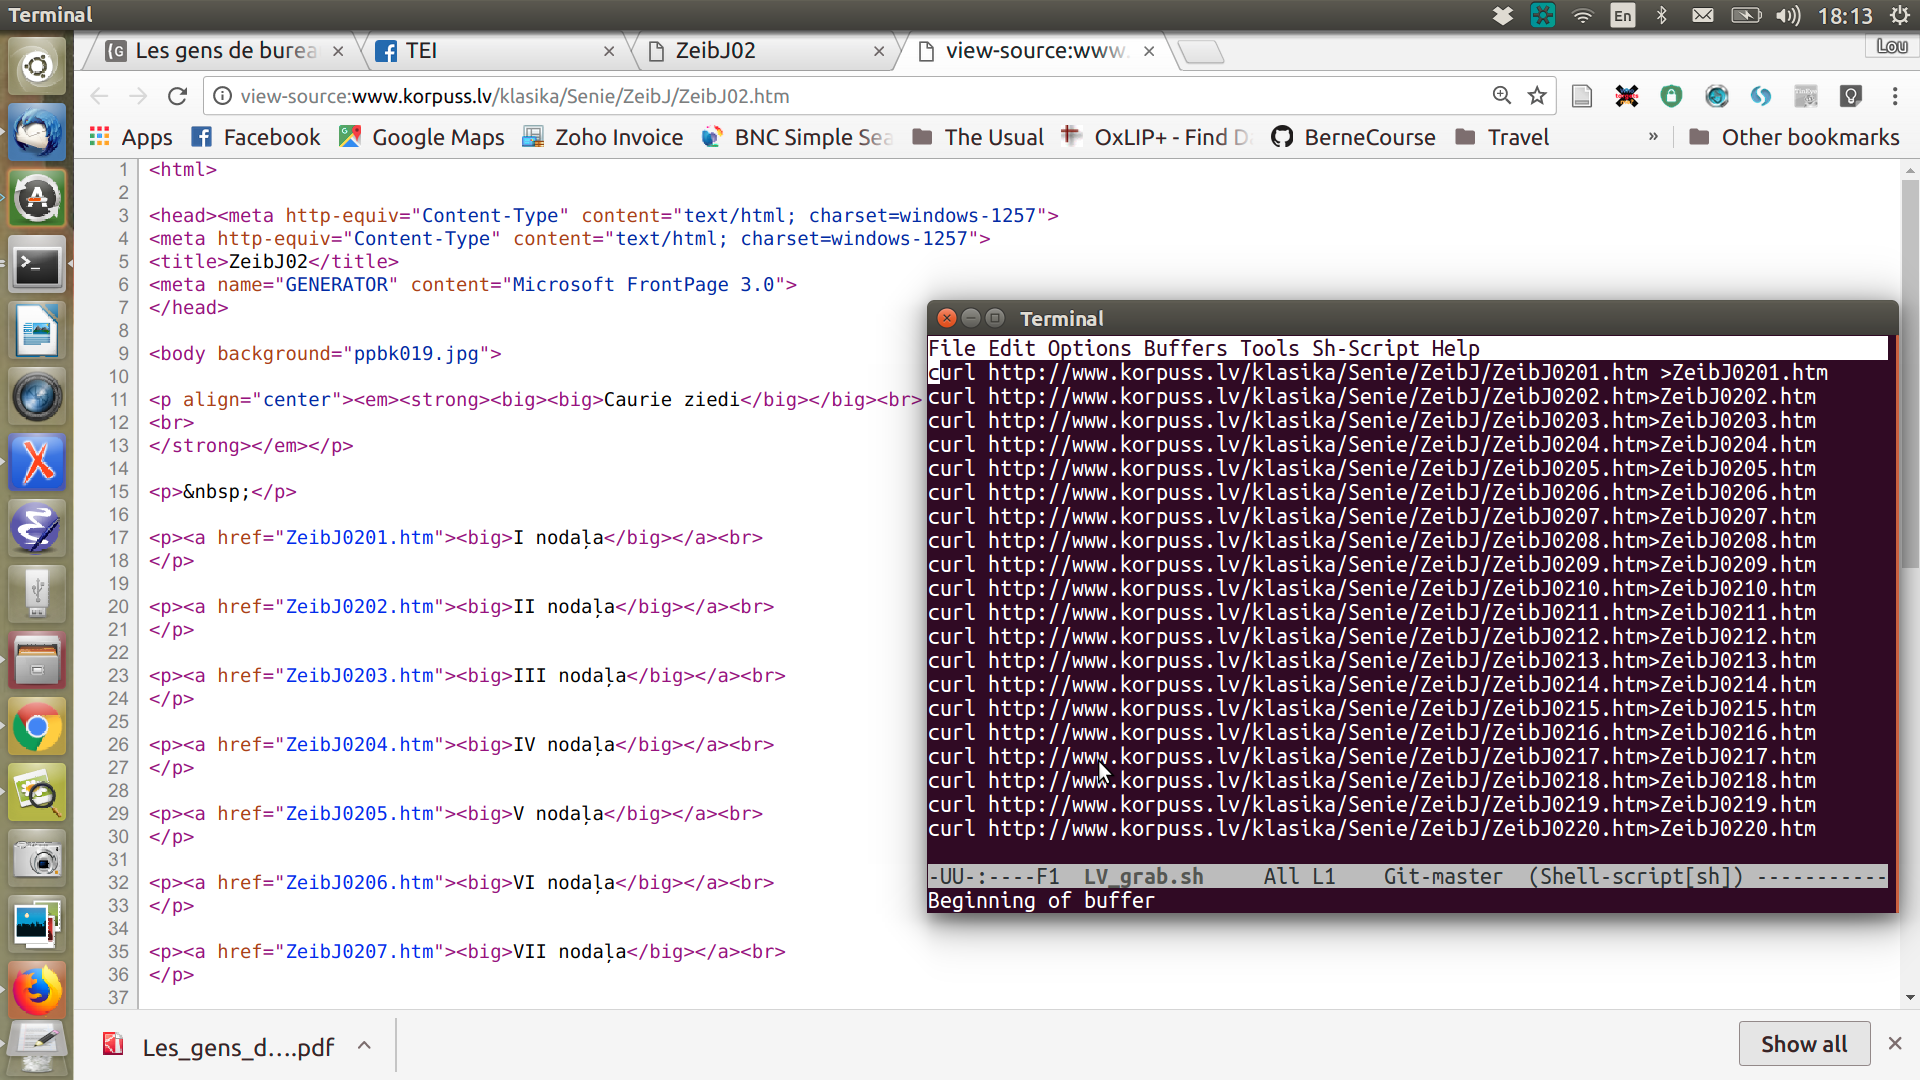 Terminal
En
18:13
Les gens de burea
TEI
ZeibJ02
view-source:www.
Lou
view-source:www.korpuss.lv/klasika/Senie/ZeibJ/ZeibJ02.htm
Apps
Facebook
Google Maps
Zoho Invoice
BNC Simple Sea
The Usual
OxLIP+ - Find Da
BerneCourse
Travel
»
Other bookmarks
1 <html>
2
3 <head><meta http-equiv="Content-Type" content="text/html; charset=windows-1257">
4 <meta http-equiv="Content-Type" content="text/html; charset=windows-1257">
5 <title>ZeibJ02</title>
6 <meta name="GENERATOR" content="Microsoft FrontPage 3.0">
7 </head>
8
9 <body background="ppbk019.jpg">
10
11 <p align="center"><em><strong><big><big>Caurie ziedi</big></big><br>
12 <br>
13 </strong></em></p>
14
15 <p>&nbsp;</p>
16
17 <p><a href="ZeibJ0201.htm"><big>I nodaļa</big></a><br>
18 </p>
19
20 <p><a href="ZeibJ0202.htm"><big>II nodaļa</big></a><br>
21 </p>
22
23 <p><a href="ZeibJ0203.htm"><big>III nodaļa</big></a><br>
24 </p>
25
26 <p><a href="ZeibJ0204.htm"><big>IV nodaļa</big></a><br>
27 </p>
28
29 <p><a href="ZeibJ0205.htm"><big>V nodaļa</big></a><br>
30 </p>
31
32 <p><a href="ZeibJ0206.htm"><big>VI nodaļa</big></a><br>
33 </p>
34
35 <p><a href="ZeibJ0207.htm"><big>VII nodaļa</big></a><br>
36 </p>
37
Terminal
File Edit Options Buffers Tools Sh-Script Help
curl http://www.korpuss.lv/klasika/Senie/ZeibJ/ZeibJ0201.htm >ZeibJ0201.htm
curl http://www.korpuss.lv/klasika/Senie/ZeibJ/ZeibJ0202.htm>ZeibJ0202.htm
curl http://www.korpuss.lv/klasika/Senie/ZeibJ/ZeibJ0203.htm>ZeibJ0203.htm
curl http://www.korpuss.lv/klasika/Senie/ZeibJ/ZeibJ0204.htm>ZeibJ0204.htm
curl http://www.korpuss.lv/klasika/Senie/ZeibJ/ZeibJ0205.htm>ZeibJ0205.htm
curl http://www.korpuss.lv/klasika/Senie/ZeibJ/ZeibJ0206.htm>ZeibJ0206.htm
curl http://www.korpuss.lv/klasika/Senie/ZeibJ/ZeibJ0207.htm>ZeibJ0207.htm
curl http://www.korpuss.lv/klasika/Senie/ZeibJ/ZeibJ0208.htm>ZeibJ0208.htm
curl http://www.korpuss.lv/klasika/Senie/ZeibJ/ZeibJ0209.htm>ZeibJ0209.htm
curl http://www.korpuss.lv/klasika/Senie/ZeibJ/ZeibJ0210.htm>ZeibJ0210.htm
curl http://www.korpuss.lv/klasika/Senie/ZeibJ/ZeibJ0211.htm>ZeibJ0211.htm
curl http://www.korpuss.lv/klasika/Senie/ZeibJ/ZeibJ0212.htm>ZeibJ0212.htm
curl http://www.korpuss.lv/klasika/Senie/ZeibJ/ZeibJ0213.htm>ZeibJ0213.htm
curl http://www.korpuss.lv/klasika/Senie/ZeibJ/ZeibJ0214.htm>ZeibJ0214.htm
curl http://www.korpuss.lv/klasika/Senie/ZeibJ/ZeibJ0215.htm>ZeibJ0215.htm
curl http://www.korpuss.lv/klasika/Senie/ZeibJ/ZeibJ0216.htm>ZeibJ0216.htm
curl http://www.korpuss.lv/klasika/Senie/ZeibJ/ZeibJ0217.htm>ZeibJ0217.htm
curl http://www.korpuss.lv/klasika/Senie/ZeibJ/ZeibJ0218.htm>ZeibJ0218.htm
curl http://www.korpuss.lv/klasika/Senie/ZeibJ/ZeibJ0219.htm>ZeibJ0219.htm
curl http://www.korpuss.lv/klasika/Senie/ZeibJ/ZeibJ0220.htm>ZeibJ0220.htm
-UU-:----F1 LV_grab.sh All L1 Git-master (Shell-script[sh]) -----------
Beginning of buffer
Les_gens_d....pdf
Show all